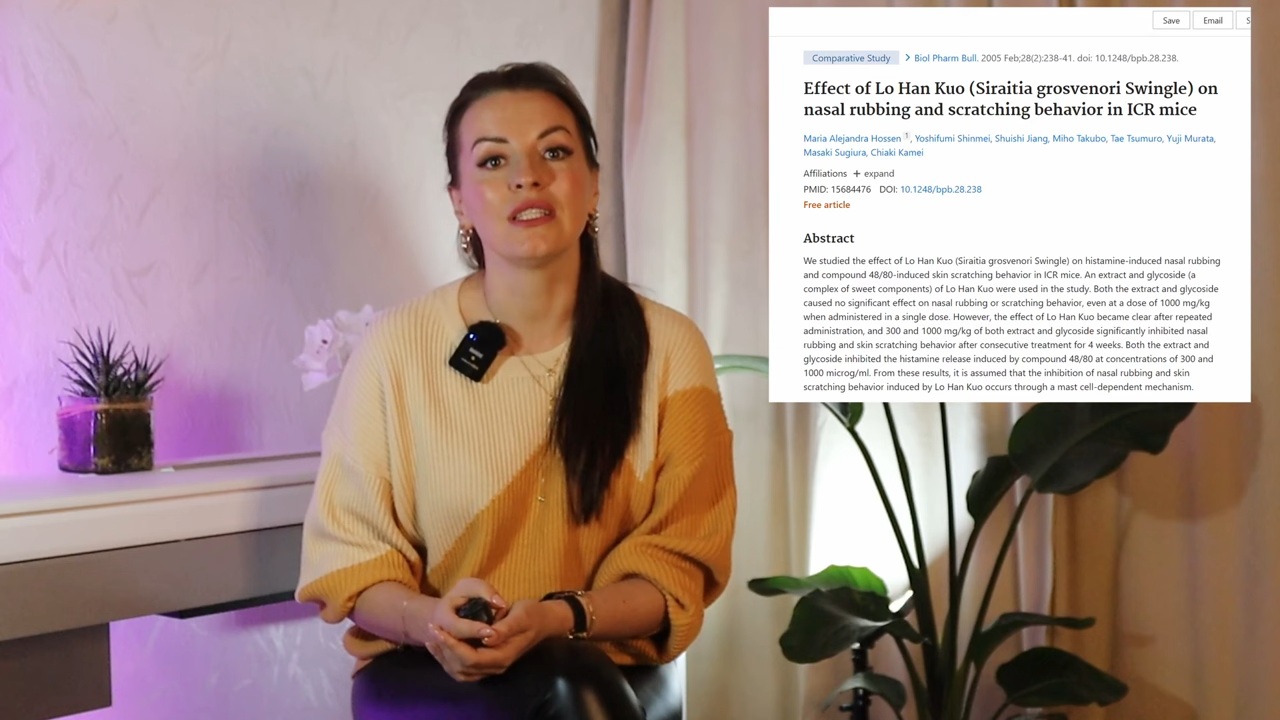 Save Email S
Comparative Study > Biol Pharm Bull. 2005 Feb;28(2):238-41. doi: 10.1248/bpb.28.238.
Effect of Lo Han Kuo (Siraitia grosvenori Swingle) on
nasal rubbing and scratching behavior in ICR mice
Maria Alejandra Hossen 1, Yoshifumi Shinmei, Shuishi Jiang, Miho Takubo, Tae Tsumuro, Yuji Murata,
Masaki Sugiura, Chiaki Kamei
Affiliations + expand
PMID: 15684476 DOI: 10.1248/bpb.28.238
Free article
Abstract
We studied the effect of Lo Han Kuo (Siraitia grosvenori Swingle) on histamine-induced nasal rubbing
and compound 48/80-induced skin scratching behavior in ICR mice. An extract and glycoside (a
complex of sweet components) of Lo Han Kuo were used in the study. Both the extract and glycoside
caused no significant effect on nasal rubbing or scratching behavior, even at a dose of 1000 mg/kg
when administered in a single dose. However, the effect of Lo Han Kuo became clear after repeated
administration, and 300 and 1000 mg/kg of both extract and glycoside significantly inhibited nasal
rubbing and skin scratching behavior after consecutive treatment for 4 weeks. Both the extract and
glycoside inhibited the histamine release induced by compound 48/80 at concentrations of 300 and
1000 microg/ml. From these results, it is assumed that the inhibition of nasal rubbing and skin
scratching behavior induced by Lo Han Kuo occurs through a mast cell-dependent mechanism.